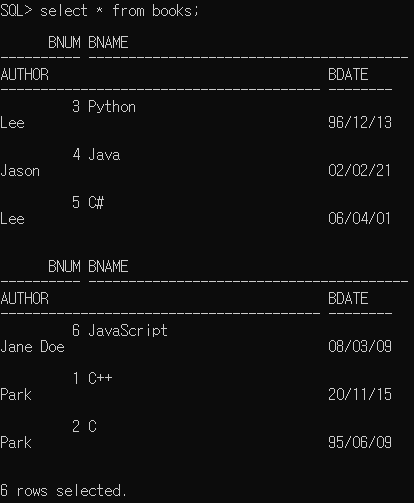 SQL> select * from books;
      BNUM BNAME
---------- ----------------------------------------
AUTHOR                                   BDATE
---------------------------------------- --------
         3 Python
Lee                                      96/12/13
         4 Java
Jason                                    02/02/21
         5 C#
Lee                                      06/04/01
      BNUM BNAME
---------- ----------------------------------------
AUTHOR                                   BDATE
---------------------------------------- --------
         6 JavaScript
Jane Doe                                 08/03/09
         1 C++
Park                                     20/11/15
         2 C
Park                                     95/06/09
6 rows selected.